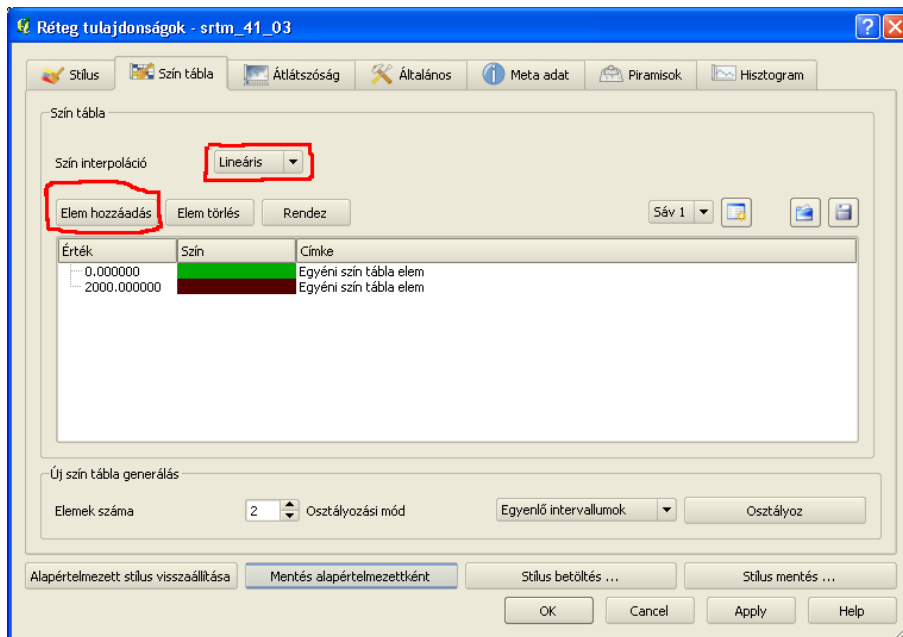 Réteg tulajdonságok - srtm_41_03
Stílus Szín tábla Átlátszóság Általános Meta adat Piramisok Hisztogram
Szín tábla
Szín interpoláció Lineáris
Elem hozzáadás Elem törlés Rendez Sáv 1
Érték Szín Címke
0.000000 Egyéni szín tábla elem
2000.000000 Egyéni szín tábla elem
Új szín tábla generálás
Elemek száma 2 Osztályozási mód Egyenlő intervallumok Osztályoz
Alapértelmezett stílus visszaállítása Mentés alapértelmezettként Stílus betöltés ... Stílus mentés ...
OK Cancel Apply Help